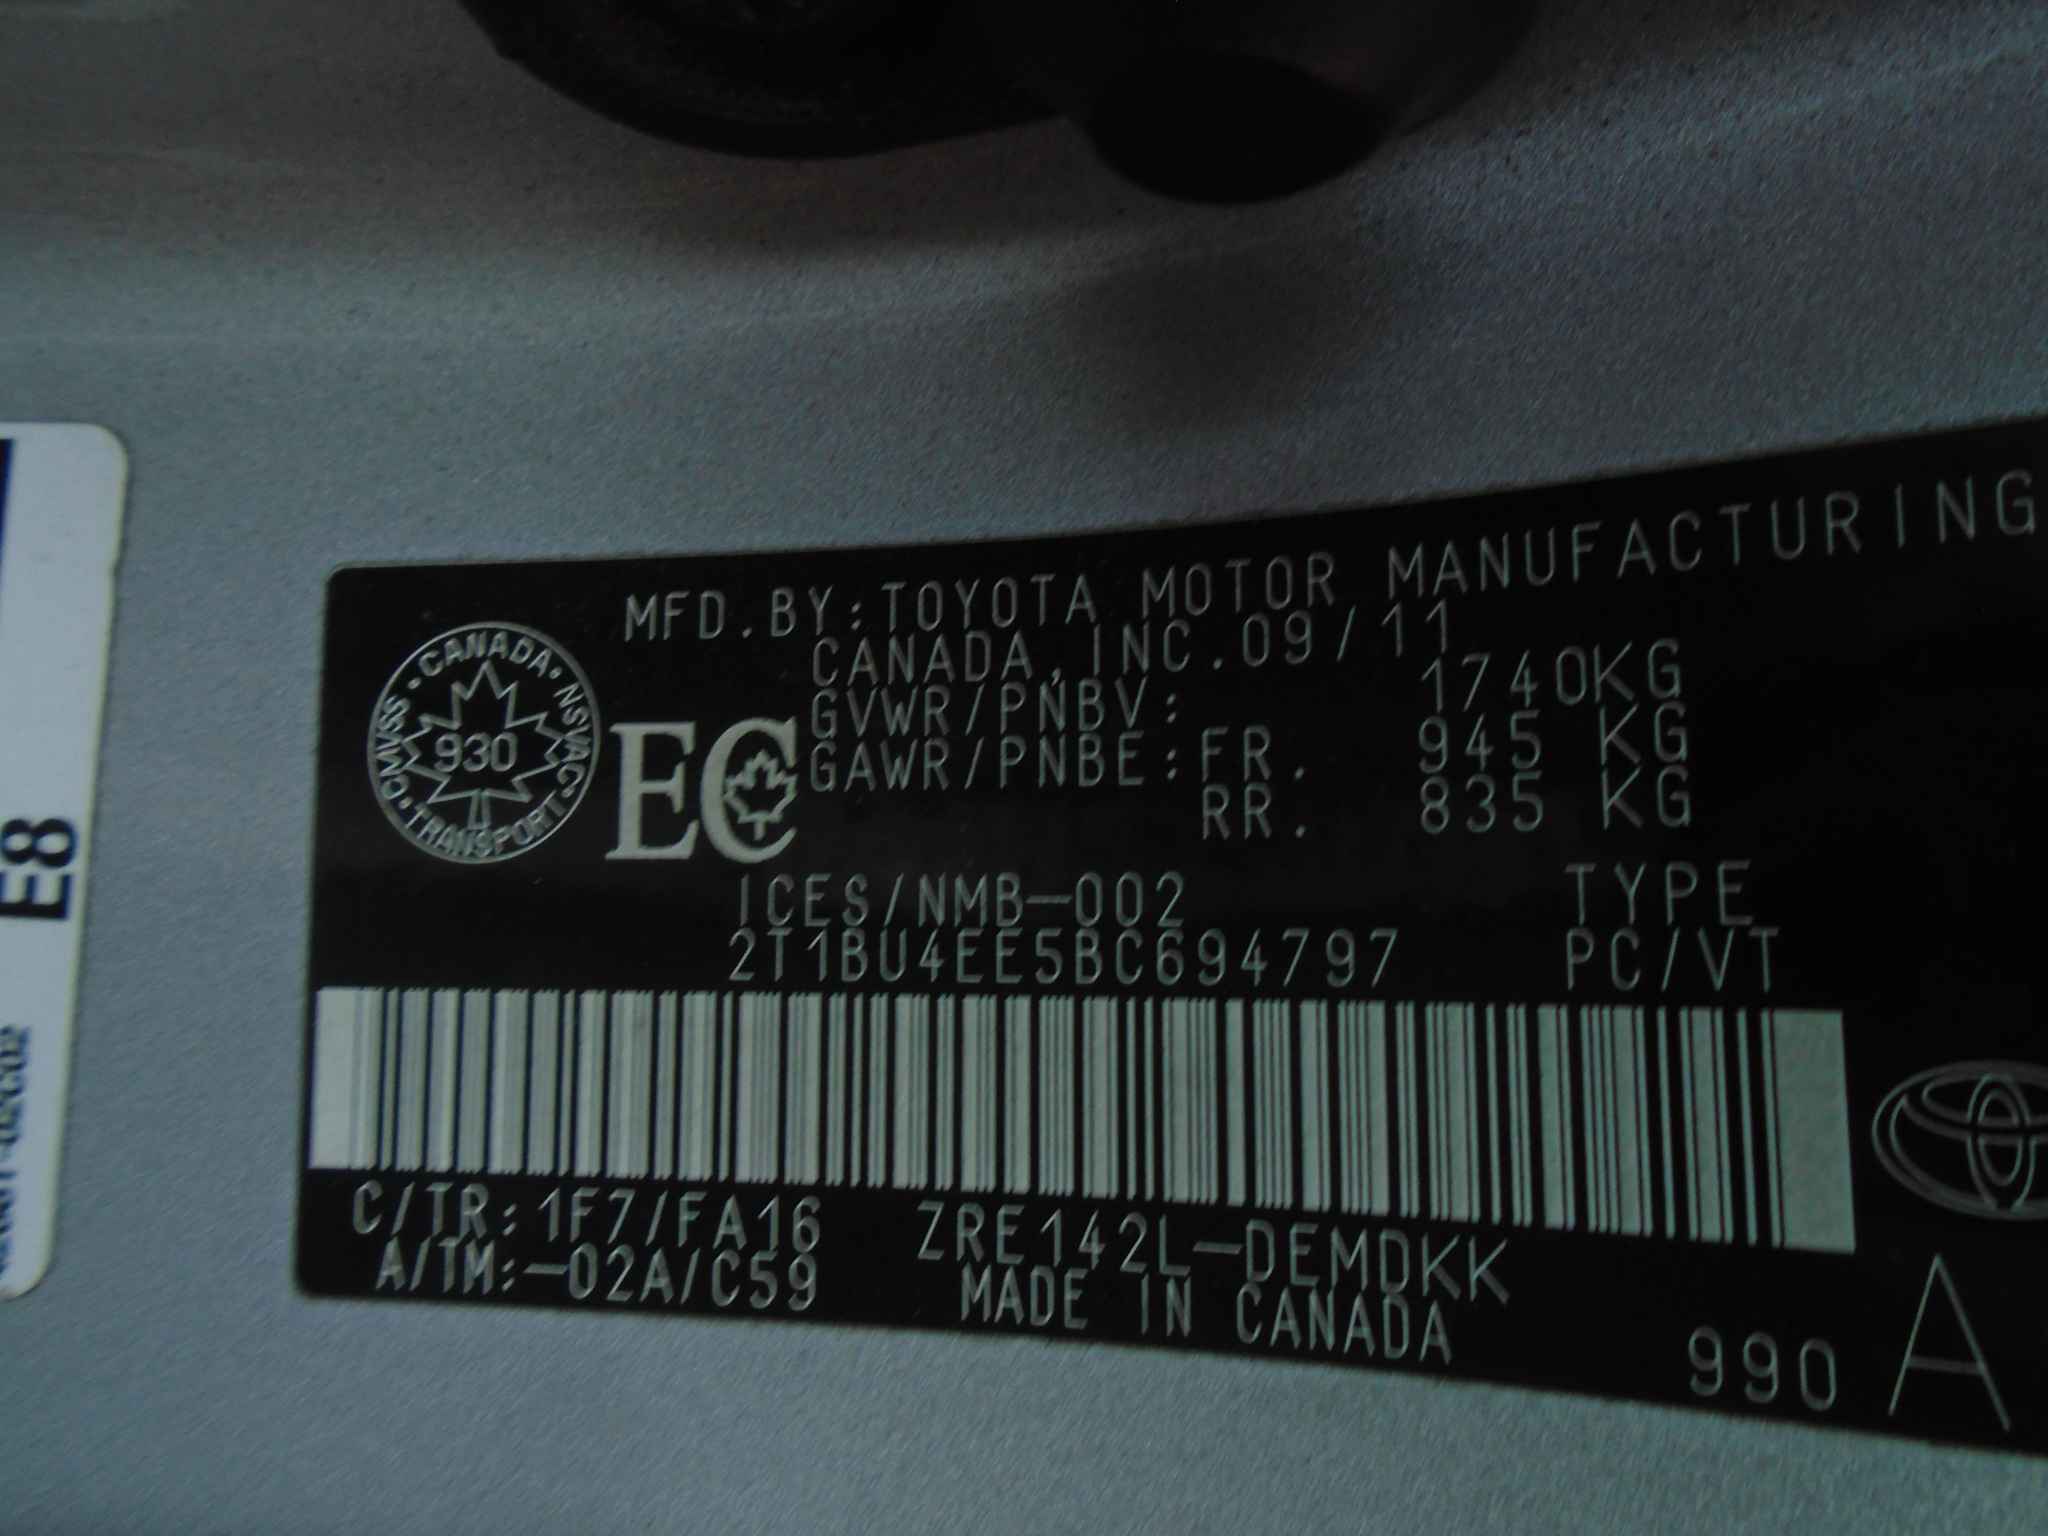 MFD.BY:TOYOTA MOTOR MANUFACTURING
CANADA,INC.09/11
GVWR/PNBV: 1740KG
GAWR/PNBE:FR. 945 KG
RR. 835 KG
CANADA · NSVAC · TRANSPORT · CMVSS ·
930
EC
ICES/NMB-002 TYPE
2T1BU4EE5BC694797 PC/VT
C/TR:1F7/FA16 ZRE142L-DEMDKK
A/TM:-02A/C59 MADE IN CANADA
990 A
E8